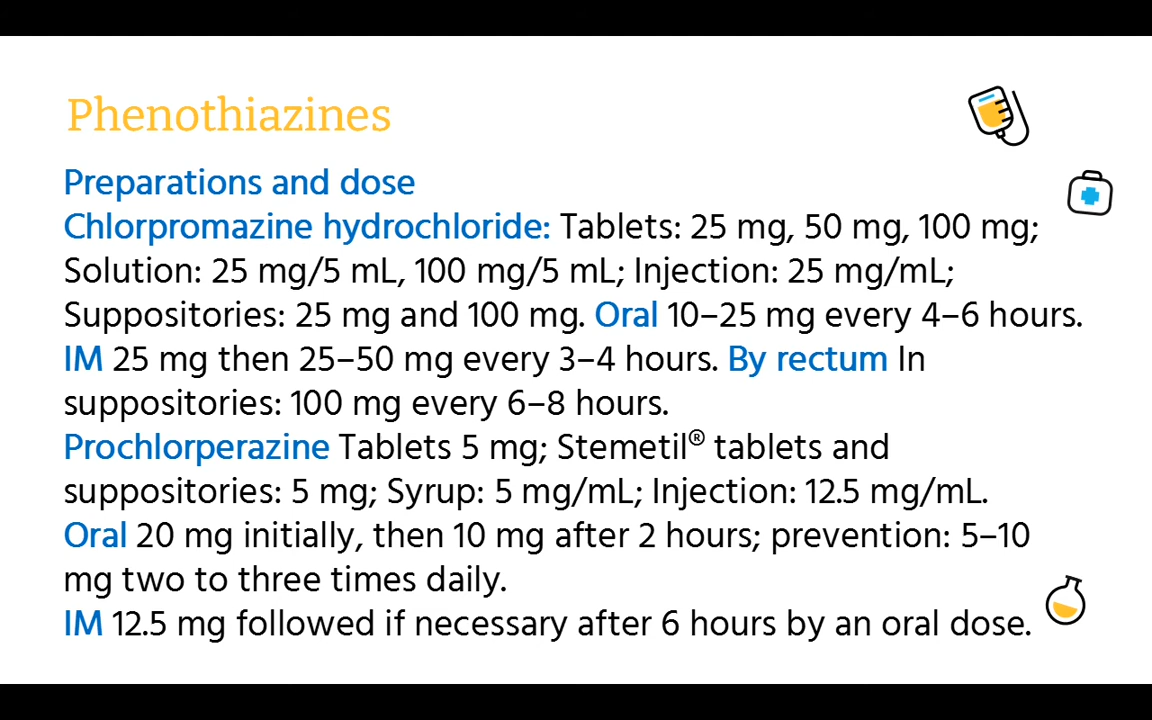 Phenothiazines
Preparations and dose
Chlorpromazine hydrochloride: Tablets: 25 mg, 50 mg, 100 mg;
Solution: 25 mg/5 mL, 100 mg/5 mL; Injection: 25 mg/mL;
Suppositories: 25 mg and 100 mg. Oral 10–25 mg every 4–6 hours.
IM 25 mg then 25–50 mg every 3–4 hours. By rectum In
suppositories: 100 mg every 6–8 hours.
Prochlorperazine Tablets 5 mg; Stemetil® tablets and
suppositories: 5 mg; Syrup: 5 mg/mL; Injection: 12.5 mg/mL.
Oral 20 mg initially, then 10 mg after 2 hours; prevention: 5–10
mg two to three times daily.
IM 12.5 mg followed if necessary after 6 hours by an oral dose.